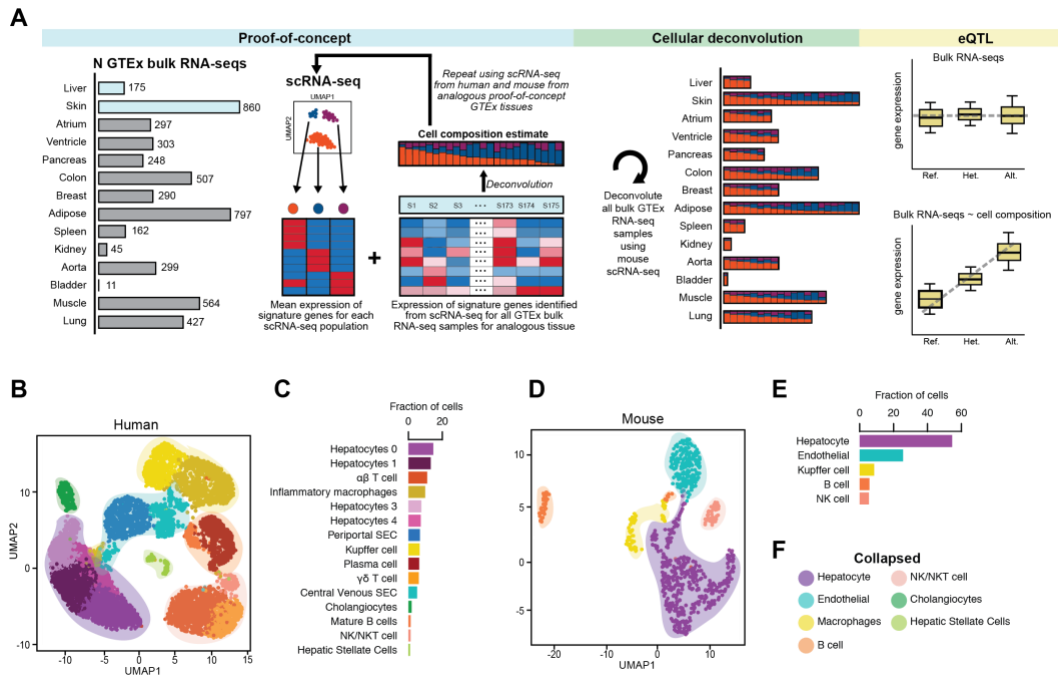 A
Proof-of-concept
Cellular deconvolution
eQTL
N GTEx bulk RNA-seqs
Liver 175
Skin 860
Atrium 297
Ventricle 303
Pancreas 248
Colon 507
Breast 290
Adipose 797
Spleen 162
Kidney 45
Aorta 299
Bladder 11
Muscle 564
Lung 427
scRNA-seq
UMAP1
UMAP2
Mean expression of
signature genes for each
scRNA-seq population
+
Repeat using scRNA-seq
from human and mouse from
analogous proof-of-concept
GTEx tissues
Cell composition estimate
Deconvolution
S1 S2 S3 ••• S173 S174 S175
•••
•••
•••
•••
•••
•••
•••
Expression of signature genes identified
from scRNA-seq for all GTEx bulk
RNA-seq samples for analogous tissue
Deconvolute
all bulk GTEx
RNA-seq
samples
using
mouse
scRNA-seq
Liver
Skin
Atrium
Ventricle
Pancreas
Colon
Breast
Adipose
Spleen
Kidney
Aorta
Bladder
Muscle
Lung
Bulk RNA-seqs
gene expression
Ref. Het. Alt.
Bulk RNA-seqs ~ cell composition
gene expression
Ref. Het. Alt.
B
Human
UMAP2
10
0
-10
-10 -5 0 5 10 15
UMAP1
C
Fraction of cells
0 20
Hepatocytes 0
Hepatocytes 1
αβ T cell
Inflammatory macrophages
Hepatocytes 3
Hepatocytes 4
Periportal SEC
Kupffer cell
Plasma cell
γδ T cell
Central Venous SEC
Cholangiocytes
Mature B cells
NK/NKT cell
Hepatic Stellate Cells
D
Mouse
10
5
0
-5
-20 -10 0 10
UMAP1
E
Fraction of cells
0 20 40 60
Hepatocyte
Endothelial
Kupffer cell
B cell
NK cell
F
Collapsed
Hepatocyte
Endothelial
Macrophages
B cell
NK/NKT cell
Cholangiocytes
Hepatic Stellate Cells